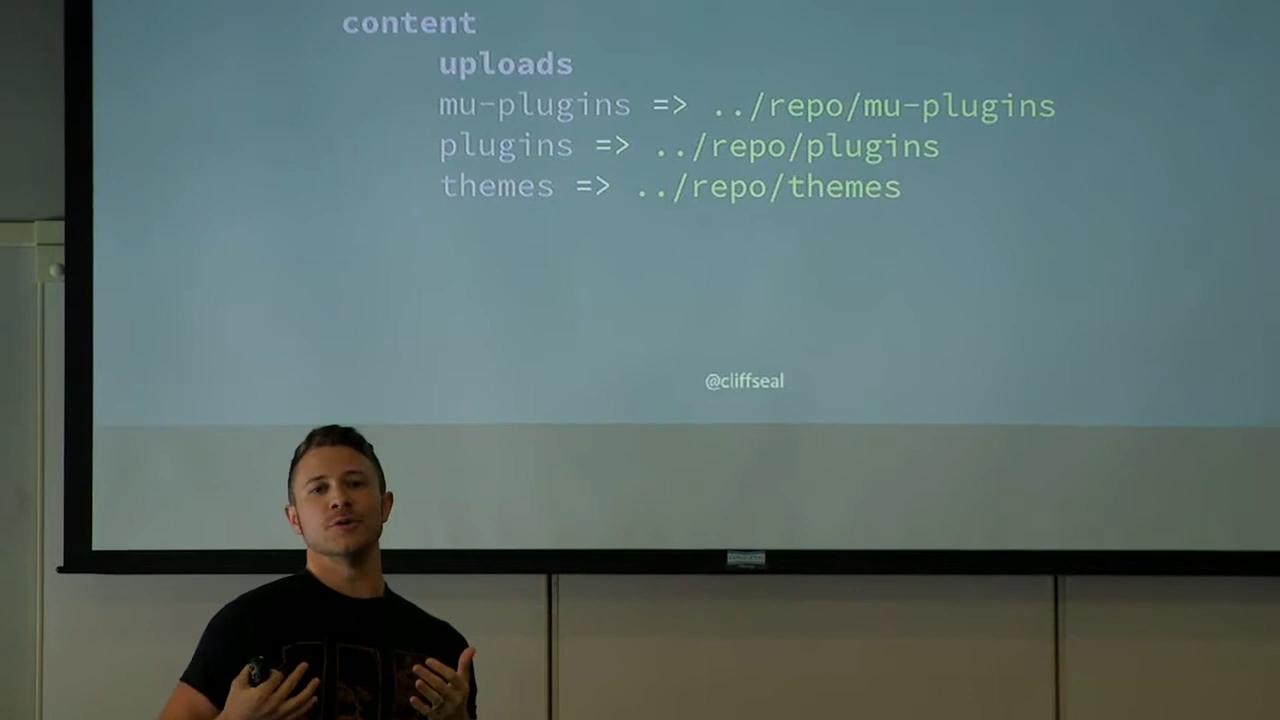 content
uploads
mu-plugins => ../repo/mu-plugins
plugins => ../repo/plugins
themes => ../repo/themes
@cliffseal